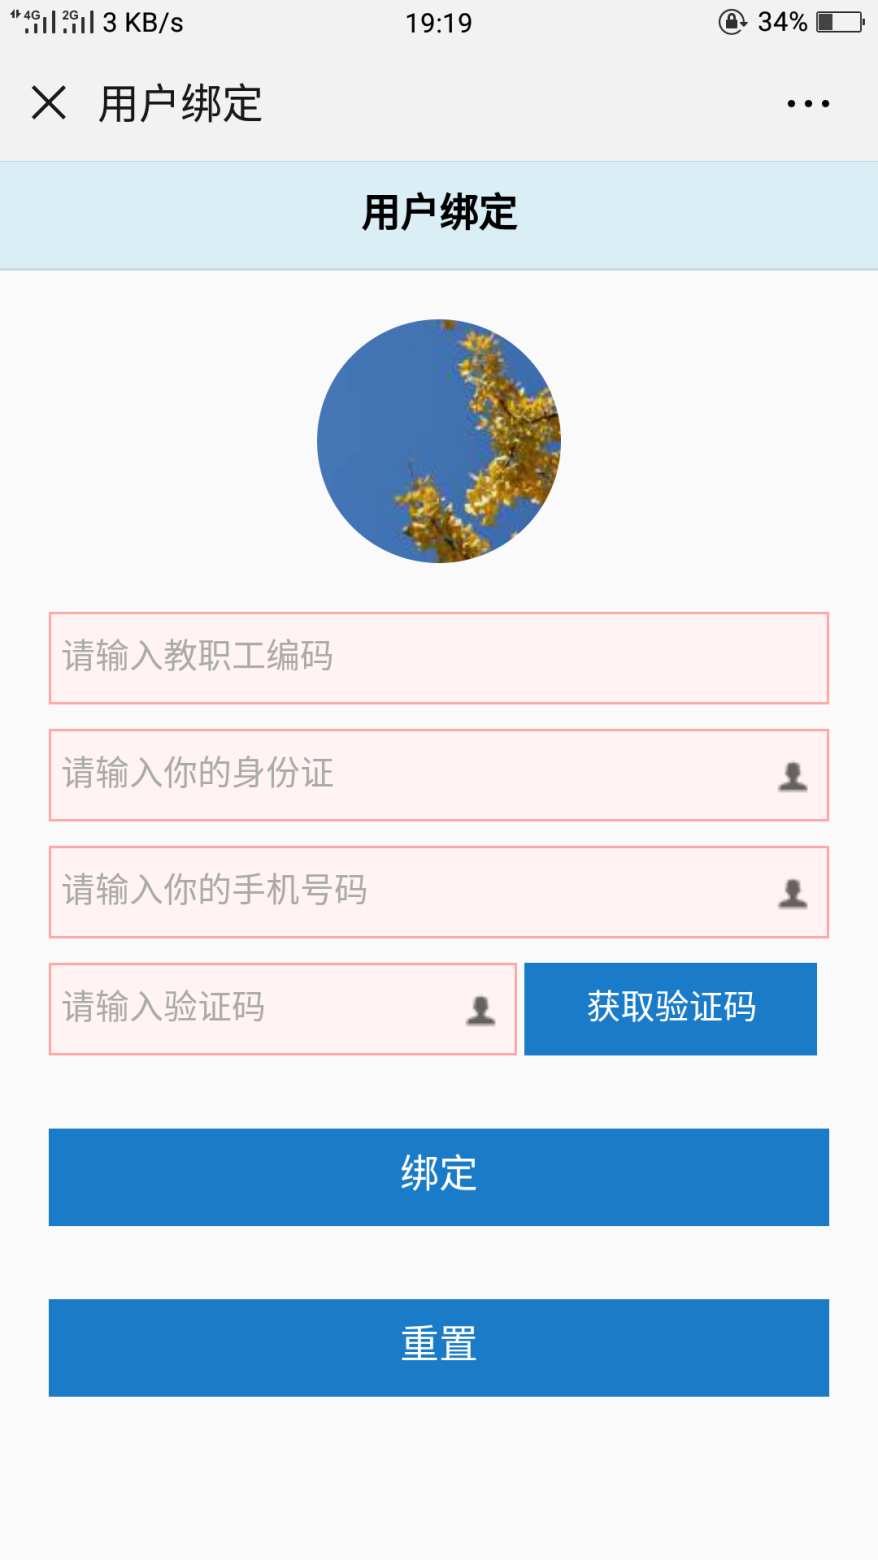 4G 2G 3 KB/s 19:19 34%
用户绑定
用户绑定
请输入教职工编码
请输入你的身份证
请输入你的手机号码
请输入验证码 获取验证码
绑定
重置